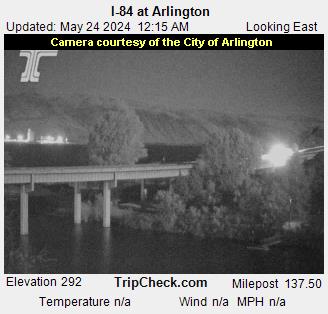 I-84 at Arlington
Updated: May 24 2024 12:15 AM Looking East
Camera courtesy of the City of Arlington
Elevation 292 TripCheck.com Milepost 137.50
Temperature n/a Wind n/a MPH n/a